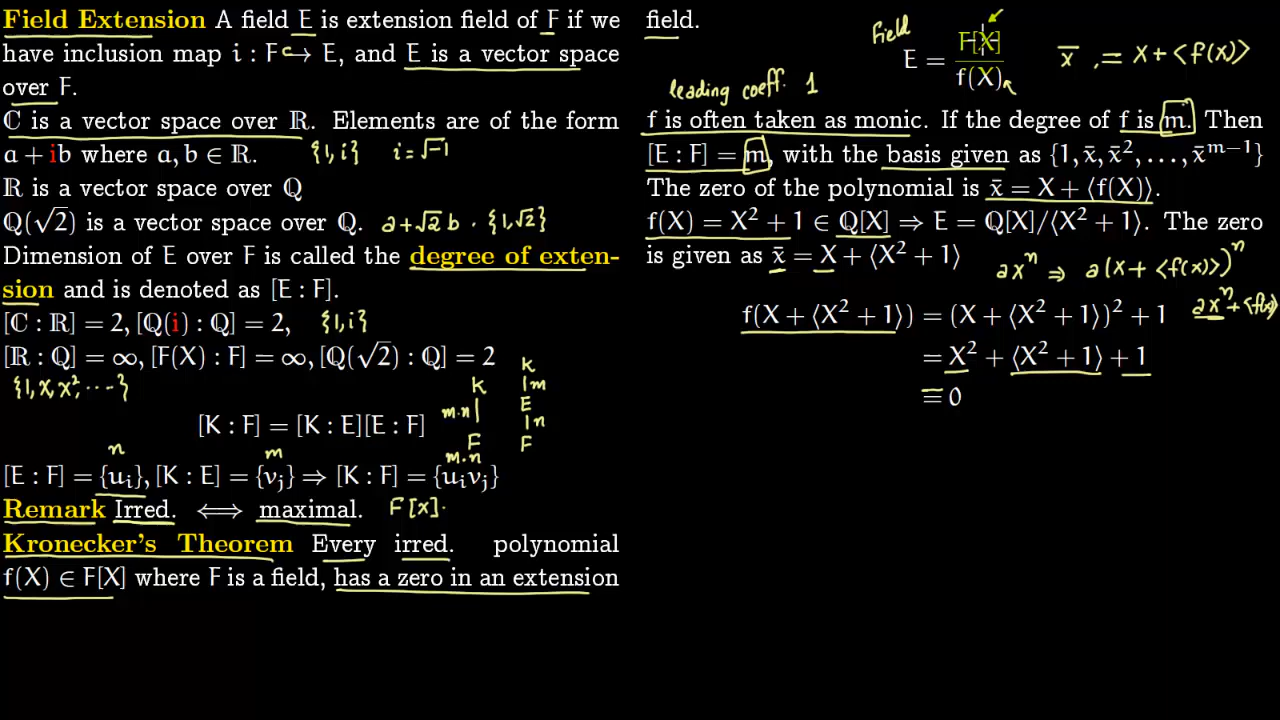 Field Extension A field E is extension field of F if we
have inclusion map i : F ↪ E, and E is a vector space
over F.
ℂ is a vector space over ℝ. Elements are of the form
a + ib where a, b ∈ ℝ. {1, i} i = √-1
ℝ is a vector space over ℚ
ℚ(√2) is a vector space over ℚ. a + √2 b · {1, √2}
Dimension of E over F is called the degree of exten-
sion and is denoted as [E : F].
[ℂ : ℝ] = 2, [ℚ(i) : ℚ] = 2, {1, i}
[ℝ : ℚ] = ∞, [F(X) : F] = ∞, [ℚ(√2) : ℚ] = 2
{1, x, x², ...}
K
m.n |
F
K
| m
E
| n
F
[K : F] = [K : E][E : F]
n m m.n
[E : F] = {uᵢ}, [K : E] = {vⱼ} ⇒ [K : F] = {uᵢvⱼ}
Remark Irred. ⟺ maximal. F[x].
Kronecker's Theorem Every irred. polynomial
f(X) ∈ F[X] where F is a field, has a zero in an extension
field.
Field
E = F[X] / f(X)
x̄ := X + <f(x)>
leading coeff. 1
f is often taken as monic. If the degree of f is m. Then
[E : F] = m, with the basis given as {1, x̄, x̄², ..., x̄ᵐ⁻¹}
The zero of the polynomial is x̄ = X + ⟨f(X)⟩.
f(X) = X² + 1 ∈ ℚ[X] ⇒ E = ℚ[X]/⟨X² + 1⟩. The zero
is given as x̄ = X + ⟨X² + 1⟩
ax̄ⁿ ⇒ a(X + <f(x)>)ⁿ
axⁿ + <f(x)>
f(X + ⟨X² + 1⟩) = (X + ⟨X² + 1⟩)² + 1
= X² + ⟨X² + 1⟩ + 1
≡ 0